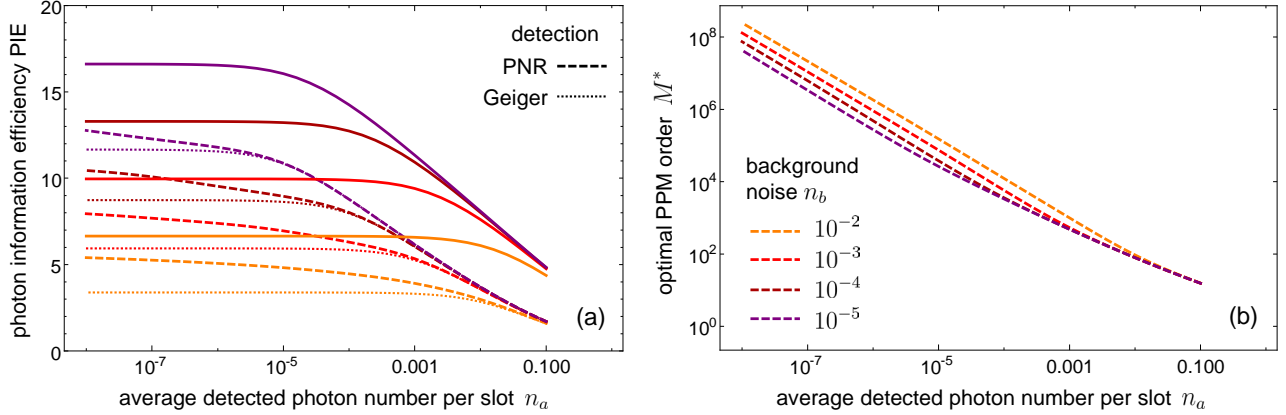 photon information efficiency PIE
20
15
10
5
0
detection
PNR
Geiger
(a)
10^-7
10^-5
0.001
0.100
average detected photon number per slot n_a
optimal PPM order M^*
10^8
10^6
10^4
10^2
10^0
background
noise n_b
10^-2
10^-3
10^-4
10^-5
(b)
10^-7
10^-5
0.001
0.100
average detected photon number per slot n_a